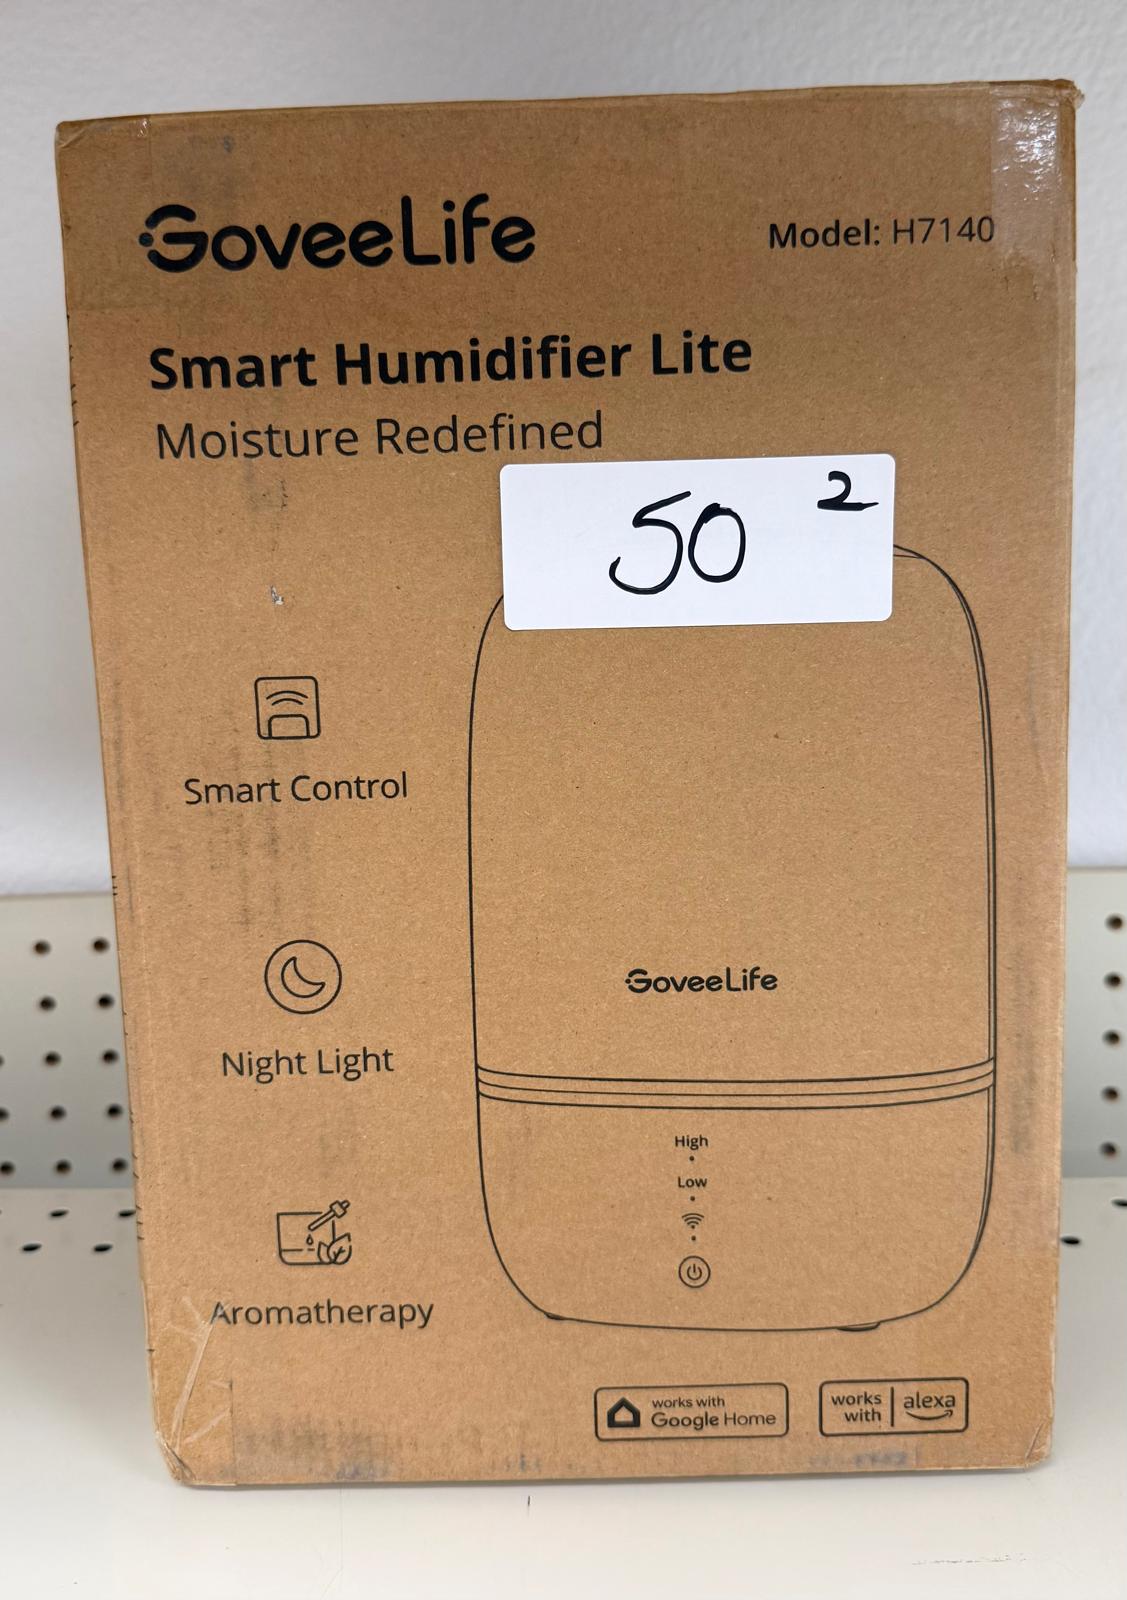 GoveeLife
Model: H7140
Smart Humidifier Lite
Moisture Redefined
50 2
Smart Control
Night Light
Aromatherapy
GoveeLife
High
Low
works with
Google Home
works
with
alexa